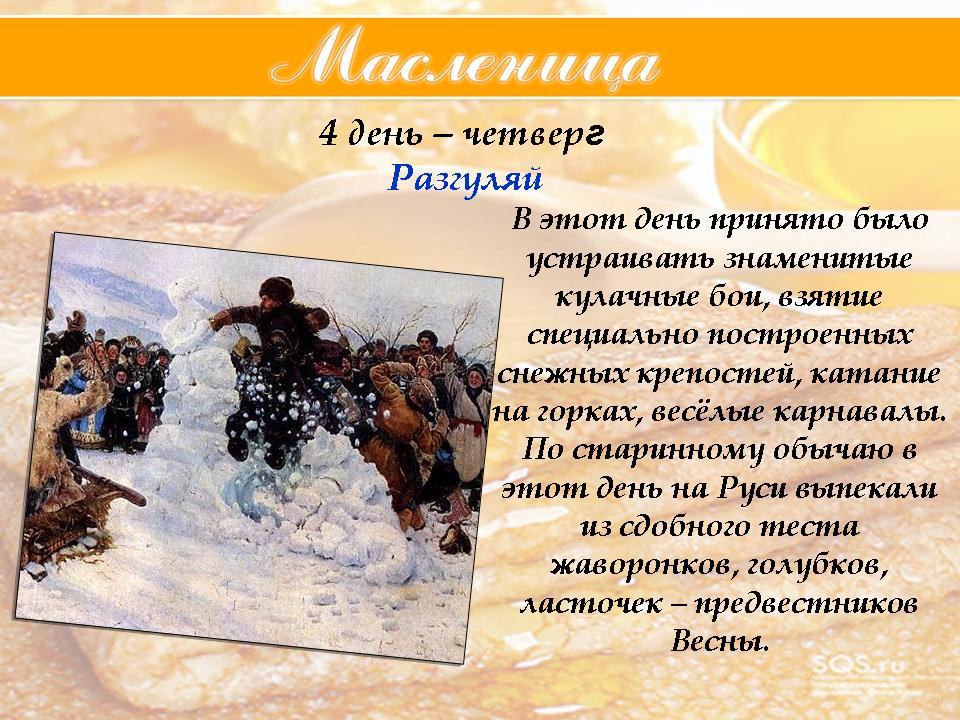 Масленица
4 день – четверг
Разгуляй
В этот день принято было
устраивать знаменитые
кулачные бои, взятие
специально построенных
снежных крепостей, катание
на горках, весёлые карнавалы.
По старинному обычаю в
этот день на Руси выпекали
из сдобного теста
жаворонков, голубков,
ласточек – предвестников
Весны.
SQS.ru